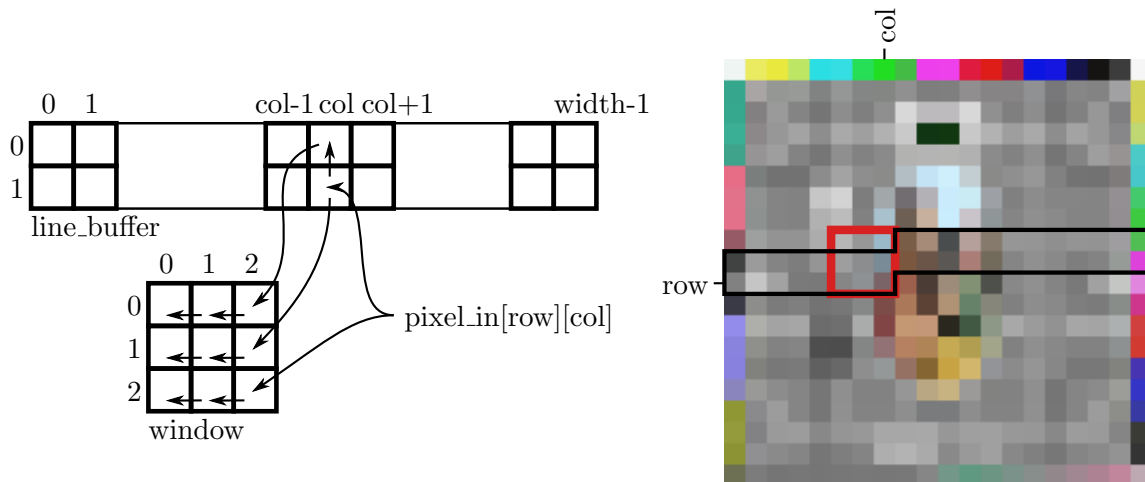 0 1 col-1 col col+1 width-1
0
1
line_buffer
0 1 2
0
1
2
window
pixel_in[row][col]
col
row